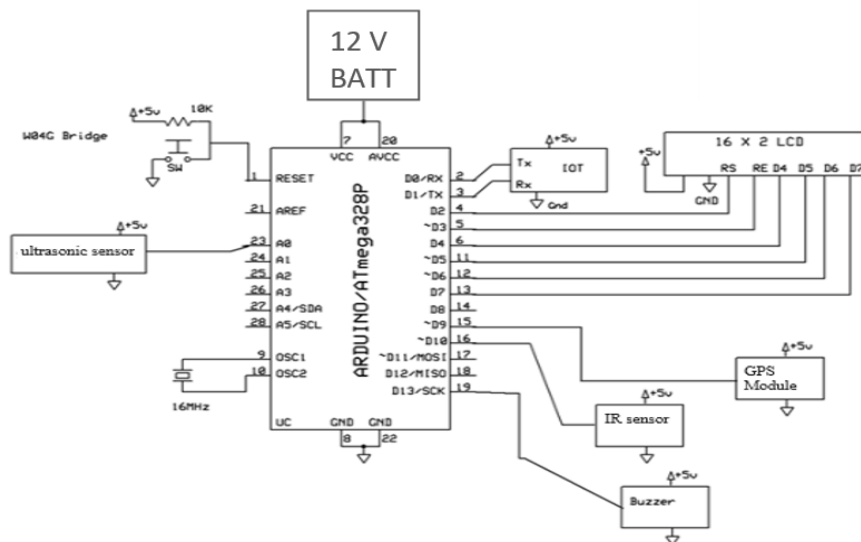 12 V
BATT
+5v
10K
W04G Bridge
SW
7
20
VCC
AVCC
1
RESET
21
AREF
+5v
ultrasonic sensor
23
A0
24
A1
25
A2
26
A3
27
A4/SDA
28
A5/SCL
9
OSC1
10
OSC2
16MHz
UC
GND
GND
8
22
ARDUINO/ATmega328P
D0/RX
2
D1/TX
3
D2
4
~D3
5
D4
6
~D5
11
~D6
12
D7
13
D8
14
~D9
15
~D10
16
~D11/MOSI
17
D12/MISO
18
D13/SCK
19
+5v
Tx
IOT
Rx
Gnd
16 X 2 LCD
+5v
RS
RE
D4
D5
D6
D7
GND
+5v
GPS
Module
+5v
IR sensor
+5v
Buzzer